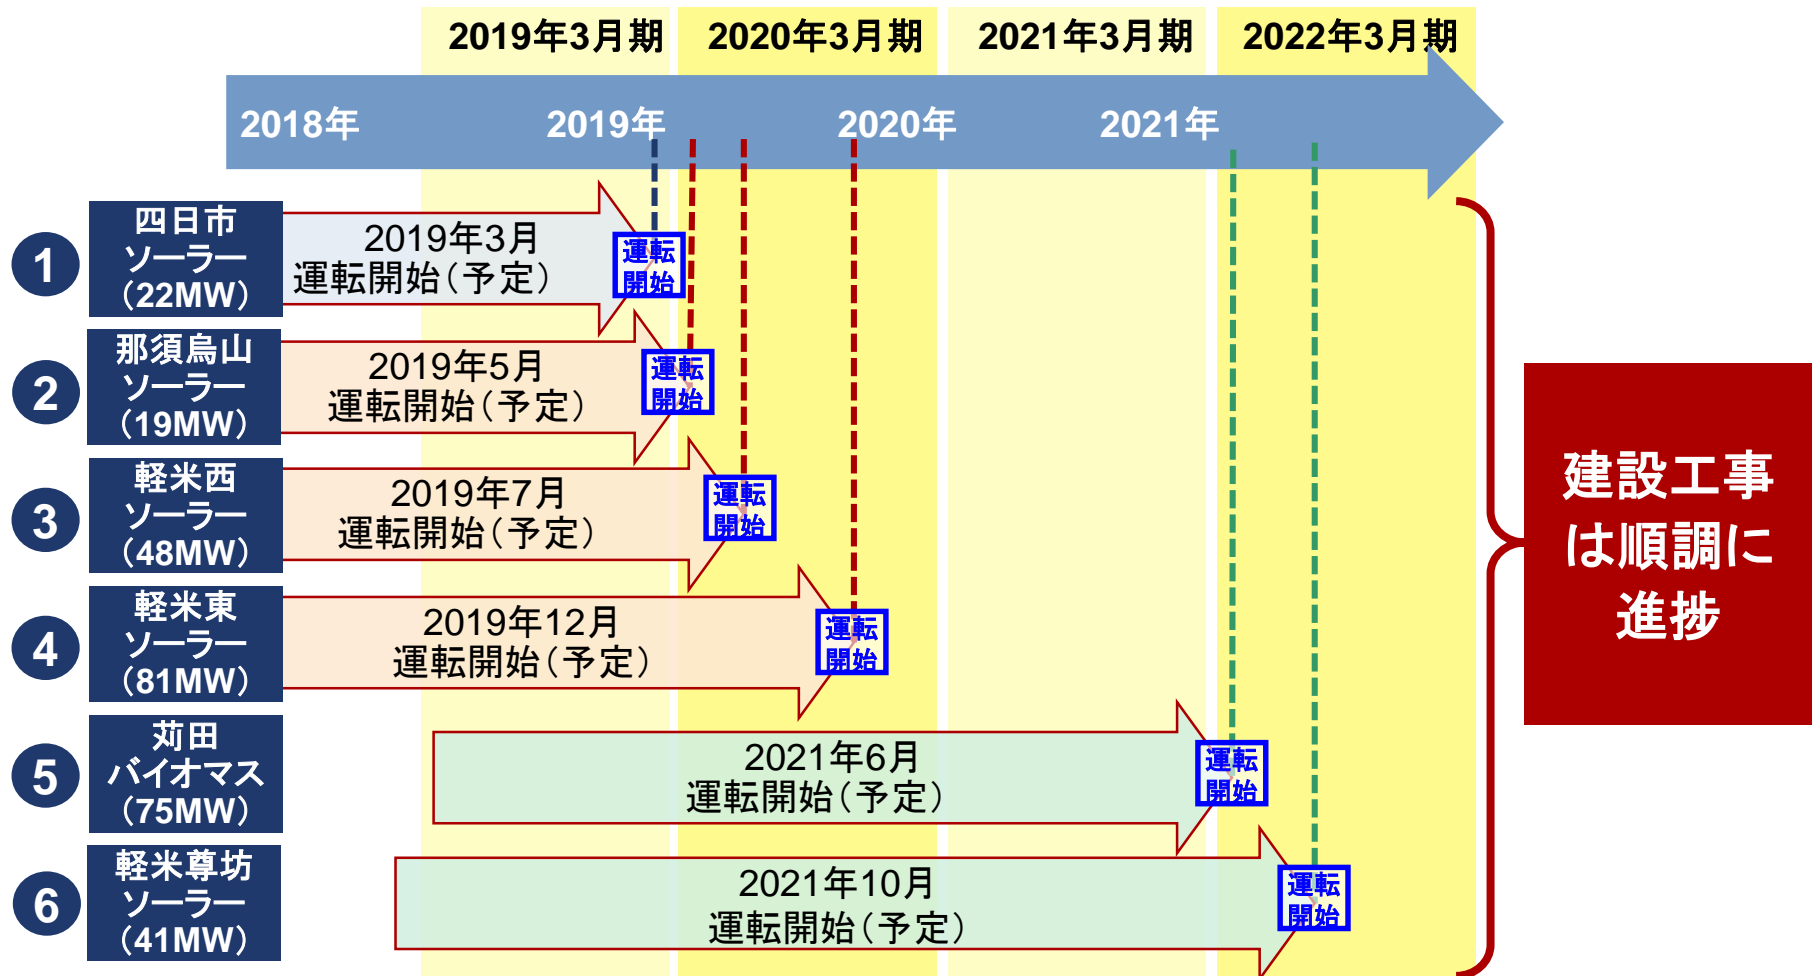 2019年3月期
2020年3月期
2021年3月期
2022年3月期
2018年
2019年
2020年
2021年
1
四日市
ソーラー
（22MW）
2019年3月
運転開始（予定）
運転
開始
2
那須烏山
ソーラー
（19MW）
2019年5月
運転開始（予定）
運転
開始
3
軽米西
ソーラー
（48MW）
2019年7月
運転開始（予定）
運転
開始
4
軽米東
ソーラー
（81MW）
2019年12月
運転開始（予定）
運転
開始
5
苅田
バイオマス
（75MW）
2021年6月
運転開始（予定）
運転
開始
6
軽米尊坊
ソーラー
（41MW）
2021年10月
運転開始（予定）
運転
開始
建設工事
は順調に
進捗